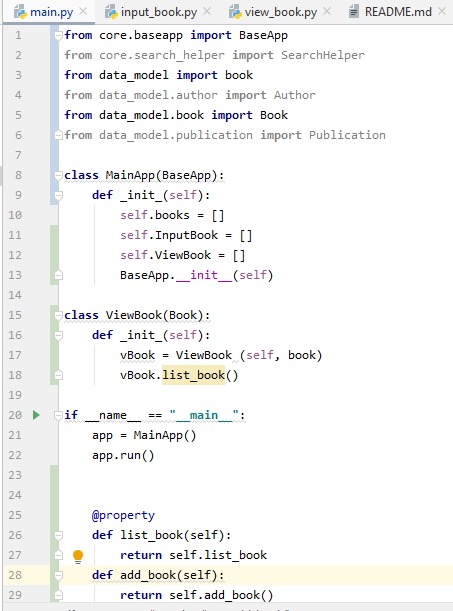 main.py × input_book.py × view_book.py × README.md ×
1 from core.baseapp import BaseApp
2 from core.search_helper import SearchHelper
3 from data_model import book
4 from data_model.author import Author
5 from data_model.book import Book
6 from data_model.publication import Publication
7
8 class MainApp(BaseApp):
9     def _init_(self):
10         self.books = []
11         self.InputBook = []
12         self.ViewBook = []
13         BaseApp.__init__(self)
14
15 class ViewBook(Book):
16     def _init_(self):
17         vBook = ViewBook (self, book)
18         vBook.list_book()
19
20 if __name__ == "__main__":
21     app = MainApp()
22     app.run()
23
24
25     @property
26     def list_book(self):
27         return self.list_book
28     def add_book(self):
29         return self.add_book()